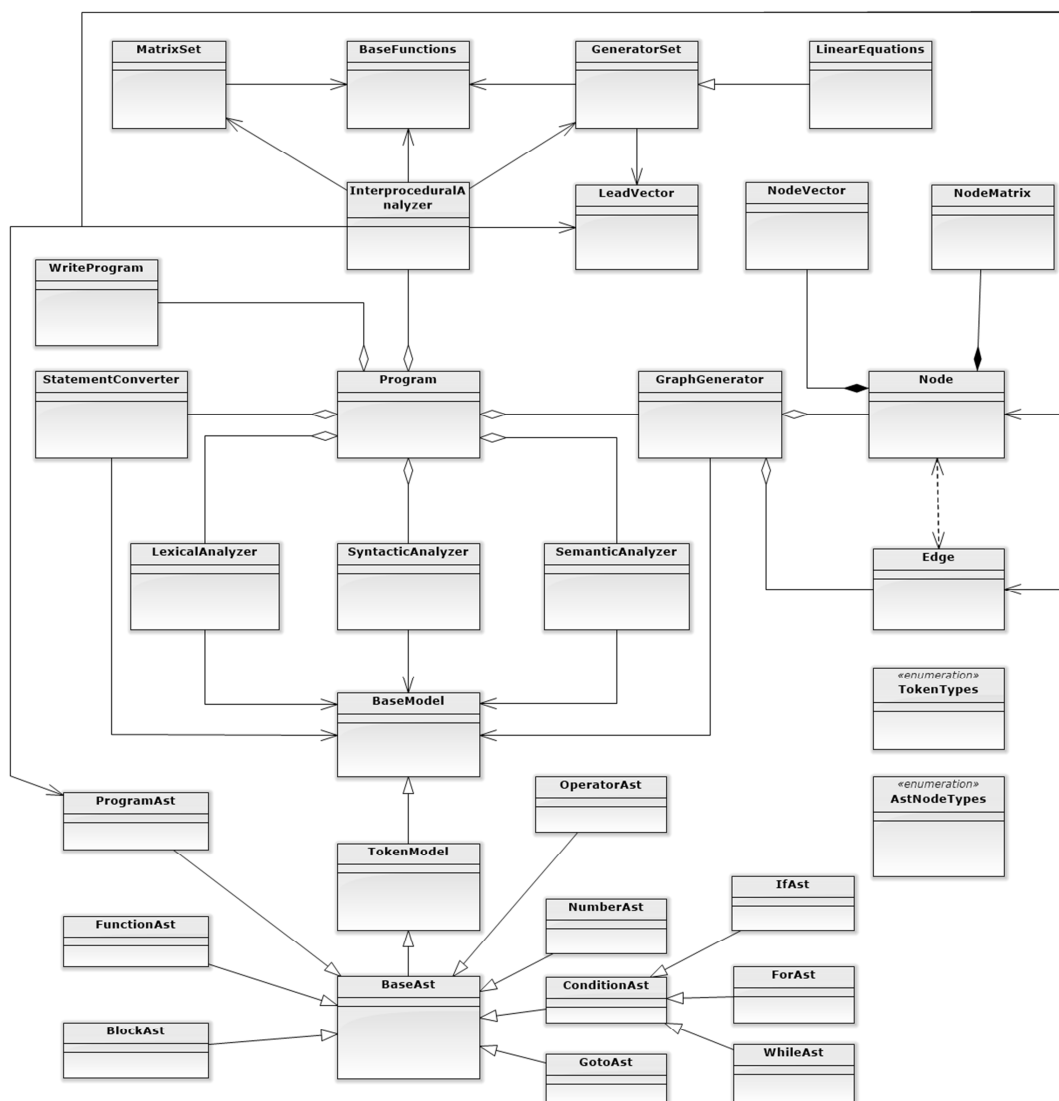 MatrixSet
BaseFunctions
GeneratorSet
LinearEquations
InterproceduralA
nalyzer
LeadVector
NodeVector
NodeMatrix
WriteProgram
StatementConverter
Program
GraphGenerator
Node
LexicalAnalyzer
SyntacticAnalyzer
SemanticAnalyzer
Edge
«enumeration»
TokenTypes
BaseModel
«enumeration»
AstNodeTypes
ProgramAst
OperatorAst
TokenModel
IfAst
FunctionAst
NumberAst
BaseAst
ConditionAst
ForAst
BlockAst
GotoAst
WhileAst